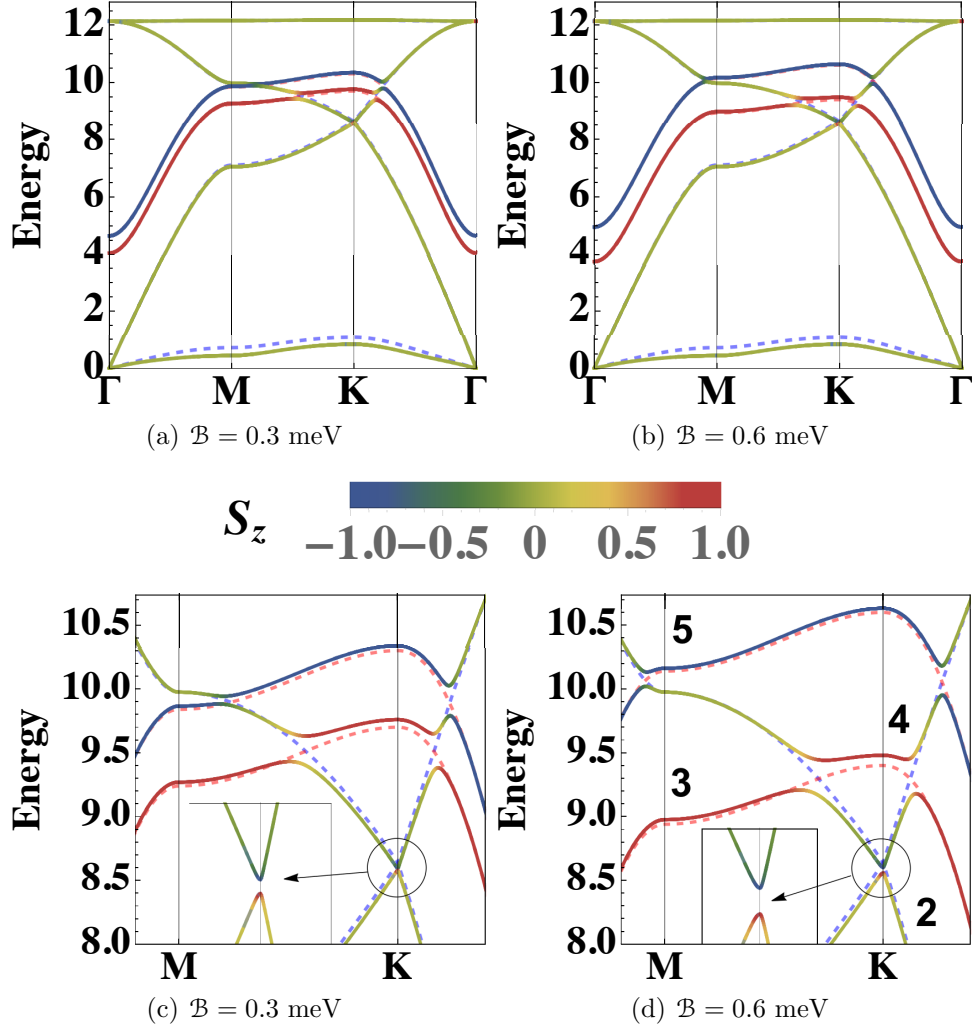 12
10
8
6
4
2
0
Energy
Γ M K Γ
(a) ℬ = 0.3 meV
12
10
8
6
4
2
0
Energy
Γ M K Γ
(b) ℬ = 0.6 meV
S_z
−1.0 −0.5 0 0.5 1.0
10.5
10.0
9.5
9.0
8.5
8.0
Energy
M K
(c) ℬ = 0.3 meV
10.5
10.0
9.5
9.0
8.5
8.0
Energy
5
4
3
2
M K
(d) ℬ = 0.6 meV